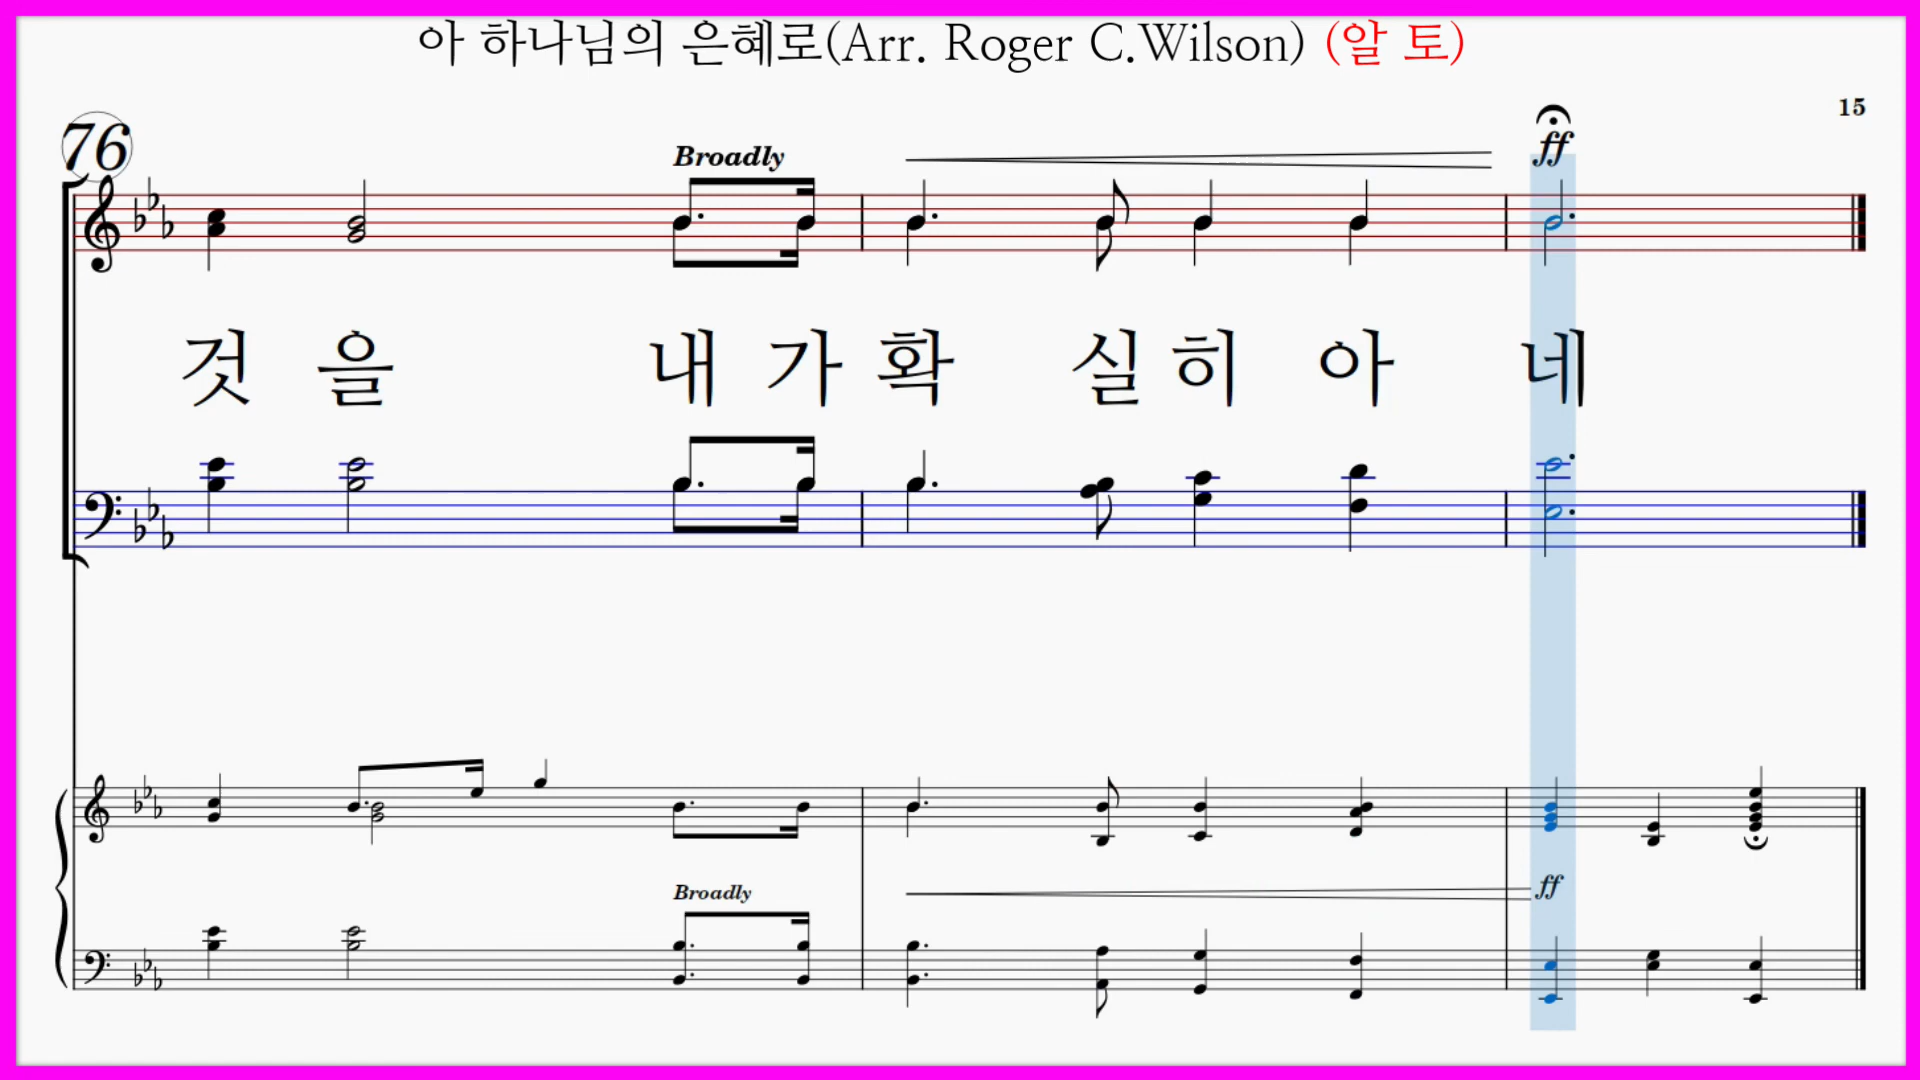 아 하나님의 은혜로(Arr. Roger C.Wilson) (알 토)
15
76
Broadly
ff
것 을 내 가 확 실 히 아 네
Broadly
ff